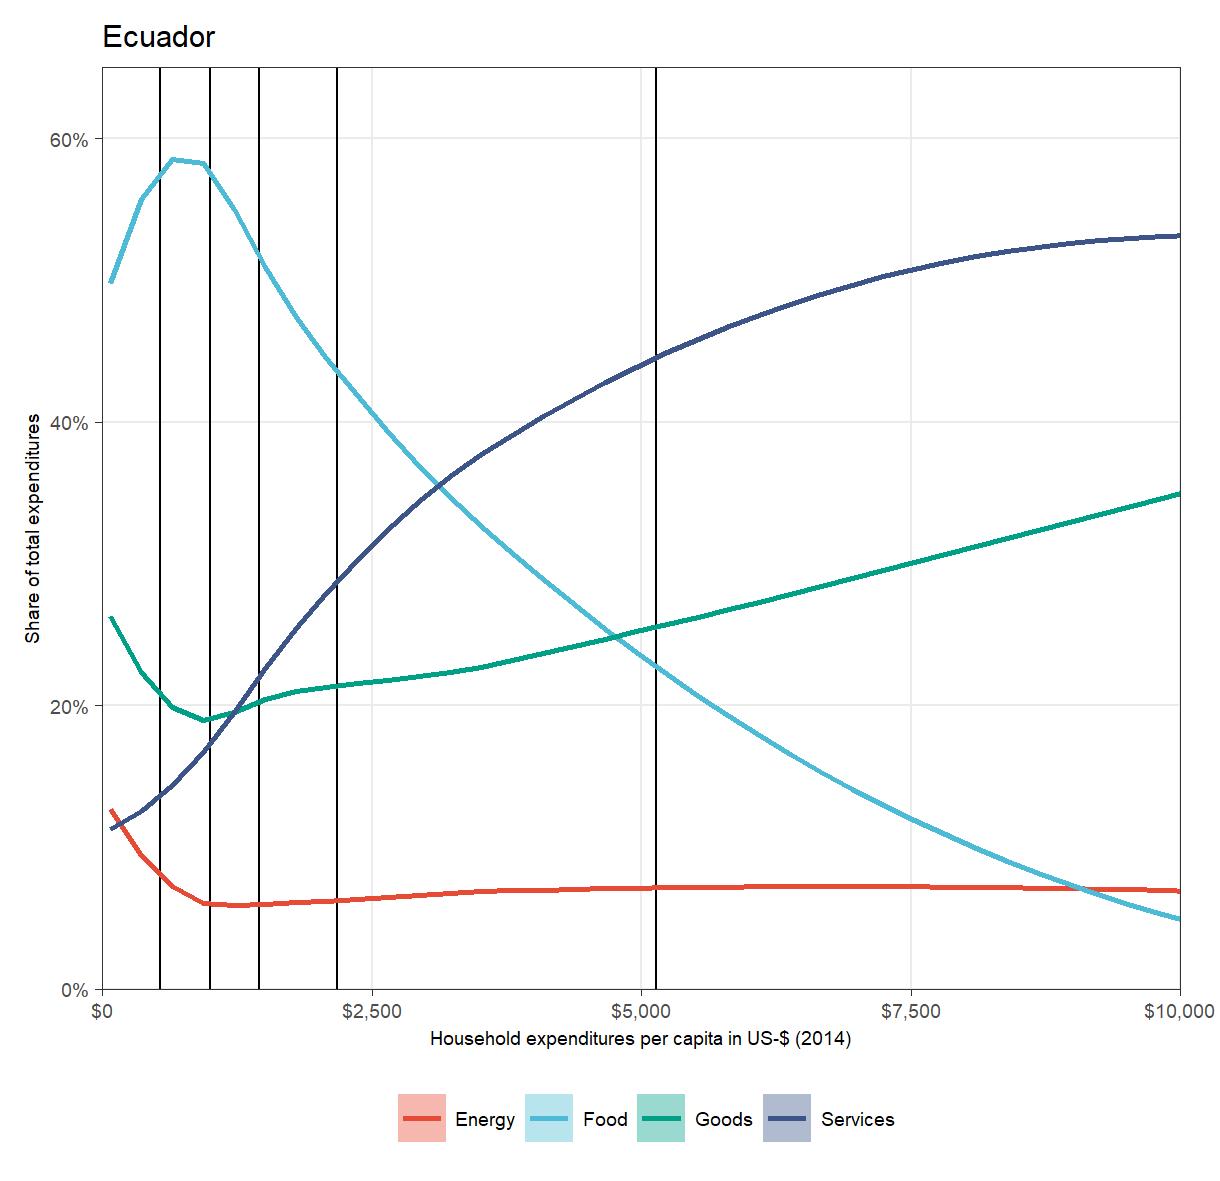 Ecuador
60%
40%
20%
0%
Share of total expenditures
$0 $2,500 $5,000 $7,500 $10,000
Household expenditures per capita in US-$ (2014)
Energy Food Goods Services